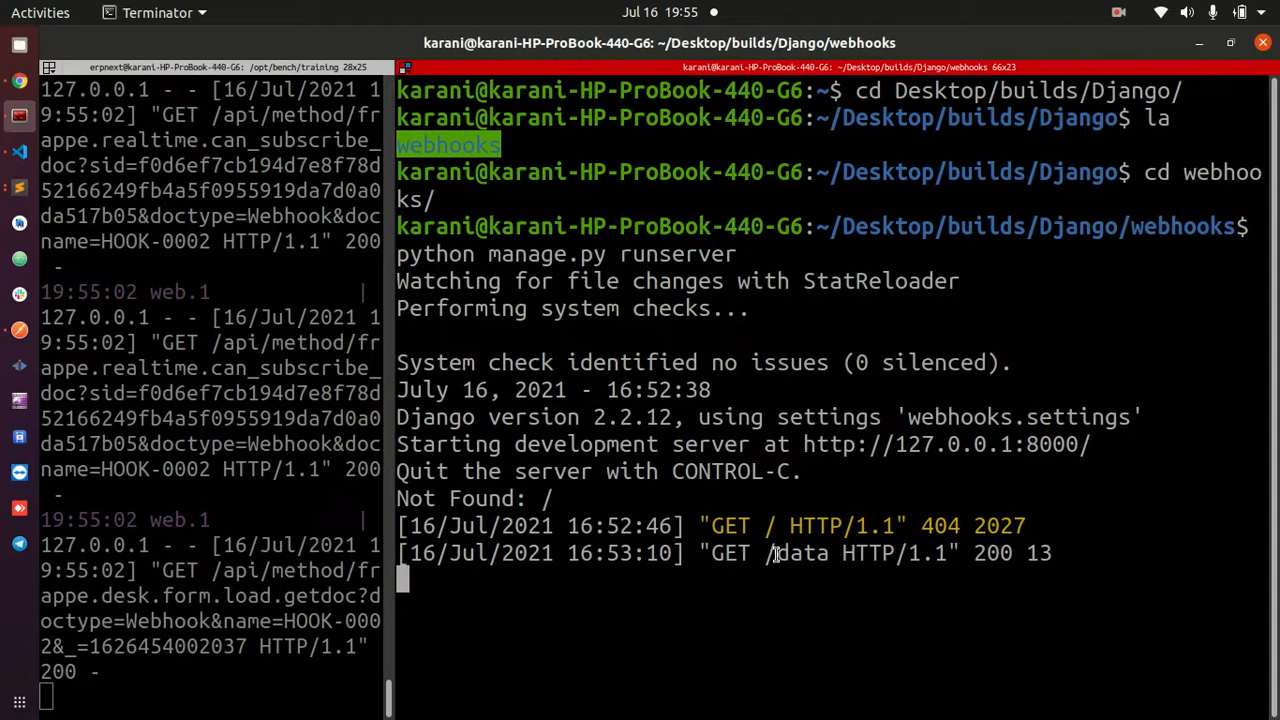 Activities
Terminator
Jul 16 19:55
karani@karani-HP-ProBook-440-G6: ~/Desktop/builds/Django/webhooks
erpnext@karani-HP-ProBook-440-G6: /opt/bench/training 28x25
127.0.0.1 - - [16/Jul/2021 1
9:55:02] "GET /api/method/fr
appe.realtime.can_subscribe_
doc?sid=f0d6ef7cb194d7e8f78d
52166249fb4a5f0955919da7d0a1
da517b05&doctype=Webhook&doc
name=HOOK-0002 HTTP/1.1" 200
-
19:55:02 web.1 |
127.0.0.1 - - [16/Jul/2021 1
9:55:02] "GET /api/method/fr
appe.realtime.can_subscribe_
doc?sid=f0d6ef7cb194d7e8f78d
52166249fb4a5f0955919da7d0a1
da517b05&doctype=Webhook&doc
name=HOOK-0002 HTTP/1.1" 200
-
19:55:02 web.1 |
127.0.0.1 - - [16/Jul/2021 1
9:55:02] "GET /api/method/fr
appe.desk.form.load.getdoc?d
octype=Webhook&name=HOOK-000
2&_=1626454002037 HTTP/1.1"
200 -
karani@karani-HP-ProBook-440-G6: ~/Desktop/builds/Django/webhooks 66x23
karani@karani-HP-ProBook-440-G6:~$ cd Desktop/builds/Django/
karani@karani-HP-ProBook-440-G6:~/Desktop/builds/Django$ la
webhooks
karani@karani-HP-ProBook-440-G6:~/Desktop/builds/Django$ cd webhoo
ks/
karani@karani-HP-ProBook-440-G6:~/Desktop/builds/Django/webhooks$
python manage.py runserver
Watching for file changes with StatReloader
Performing system checks...
System check identified no issues (0 silenced).
July 16, 2021 - 16:52:38
Django version 2.2.12, using settings 'webhooks.settings'
Starting development server at http://127.0.0.1:8000/
Quit the server with CONTROL-C.
Not Found: /
[16/Jul/2021 16:52:46] "GET / HTTP/1.1" 404 2027
[16/Jul/2021 16:53:10] "GET /data HTTP/1.1" 200 13